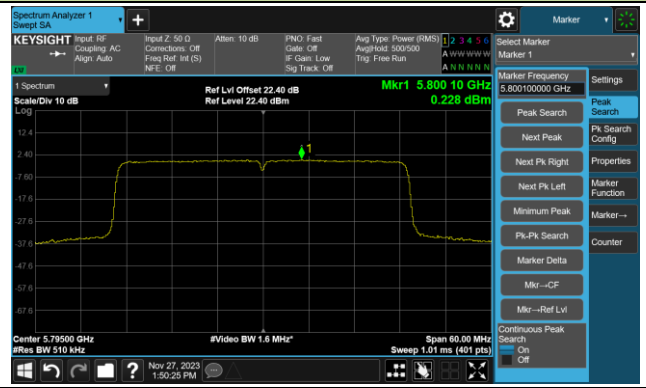 Spectrum Analyzer 1
Swept SA
Marker
KEYSIGHT
Input: RF
Coupling: AC
Align: Auto
Input Z: 50 Ω
Corrections: Off
Freq Ref: Int (S)
NFE: Off
Atten: 10 dB
PNO: Fast
Gate: Off
IF Gain: Low
Sig Track: Off
Avg Type: Power (RMS)
Avg|Hold: 500/500
Trig: Free Run
1 2 3 4 5 6
A W W W W W
A N N N N N
Select Marker
Marker 1
LXI
1 Spectrum
Scale/Div 10 dB
Log
Ref Lvl Offset 22.40 dB
Ref Level 22.40 dBm
Mkr1 5.800 10 GHz
0.228 dBm
12.4
2.40
-7.60
-17.6
-27.6
-37.6
-47.6
-57.6
-67.6
1
Center 5.79500 GHz
#Res BW 510 kHz
#Video BW 1.6 MHz*
Span 60.00 MHz
Sweep 1.01 ms (401 pts)
Marker Frequency
5.800100000 GHz
Peak Search
Next Peak
Next Pk Right
Next Pk Left
Minimum Peak
Pk-Pk Search
Marker Delta
Mkr→CF
Mkr→Ref Lvl
Continuous Peak
Search
On
Off
Settings
Peak
Search
Pk Search
Config
Properties
Marker
Function
Marker→
Counter
?
Nov 27, 2023
1:50:25 PM